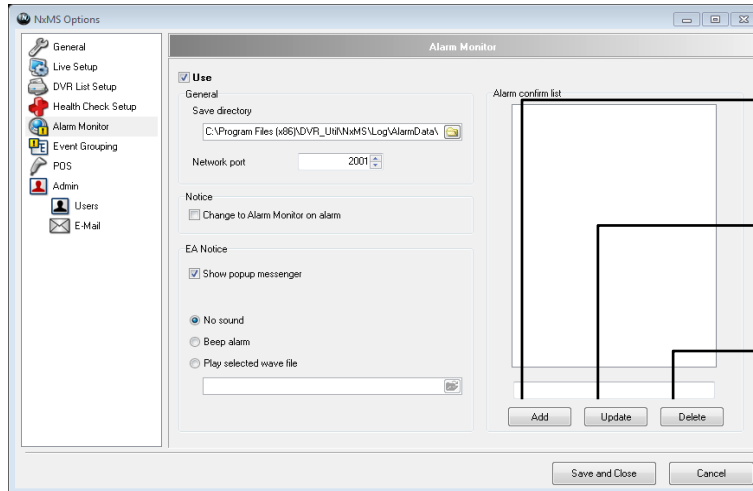 NxMS Options
General
Live Setup
DVR List Setup
Health Check Setup
Alarm Monitor
Event Grouping
POS
Admin
Users
E-Mail
Alarm Monitor
Use
General
Save directory
C:\Program Files (x86)\DVR_Util\NxMS\Log\AlarmData\
Network port
2001
Notice
Change to Alarm Monitor on alarm
EA Notice
Show popup messenger
No sound
Beep alarm
Play selected wave file
Alarm confirm list
Add Update Delete
Save and Close Cancel